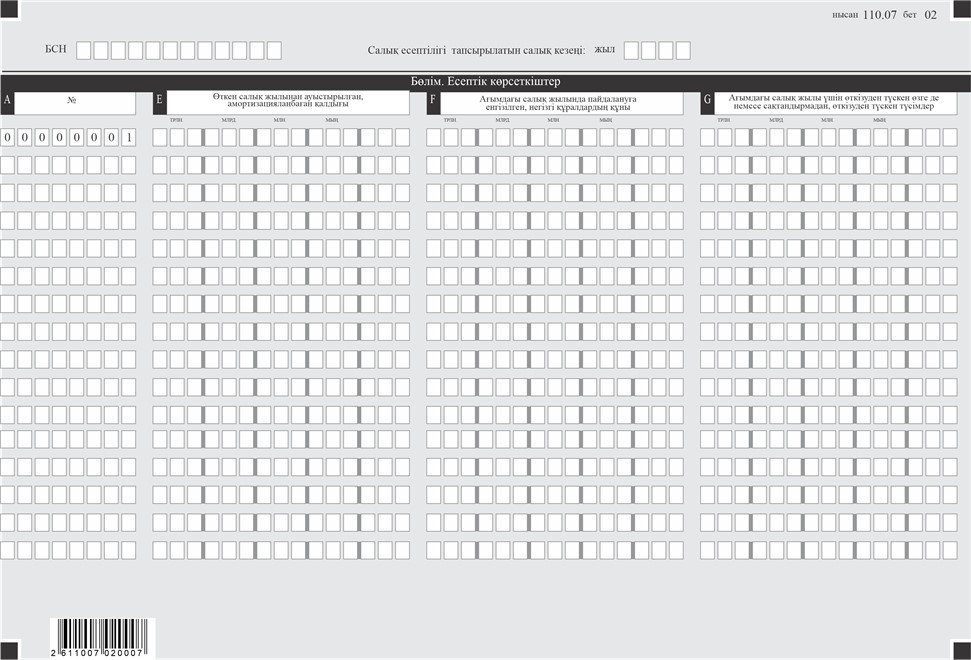 нысан 110.07 бет 02
БСН
Салық есептілігі тапсырылатын салық кезеңі: жыл
Бөлім. Есептік көрсеткіштер
A
№
E
Өткен салық жылынан ауыстырылған,
амортизацияланбаған қалдығы
F
Ағымдағы салық жылында пайдалануға
енгізілген, негізгі құралдардың құны
G
Ағымдағы салық жылы үшін өткізуден түскен өзге де
немесе сақтандырмадан, өткізуден түскен түсімдер
ТРЛН МЛРД МЛН МЫҢ ТРЛН МЛРД МЛН МЫҢ ТРЛН МЛРД МЛН МЫҢ
0 0 0 0 0 0 0 1
2 611007 020007